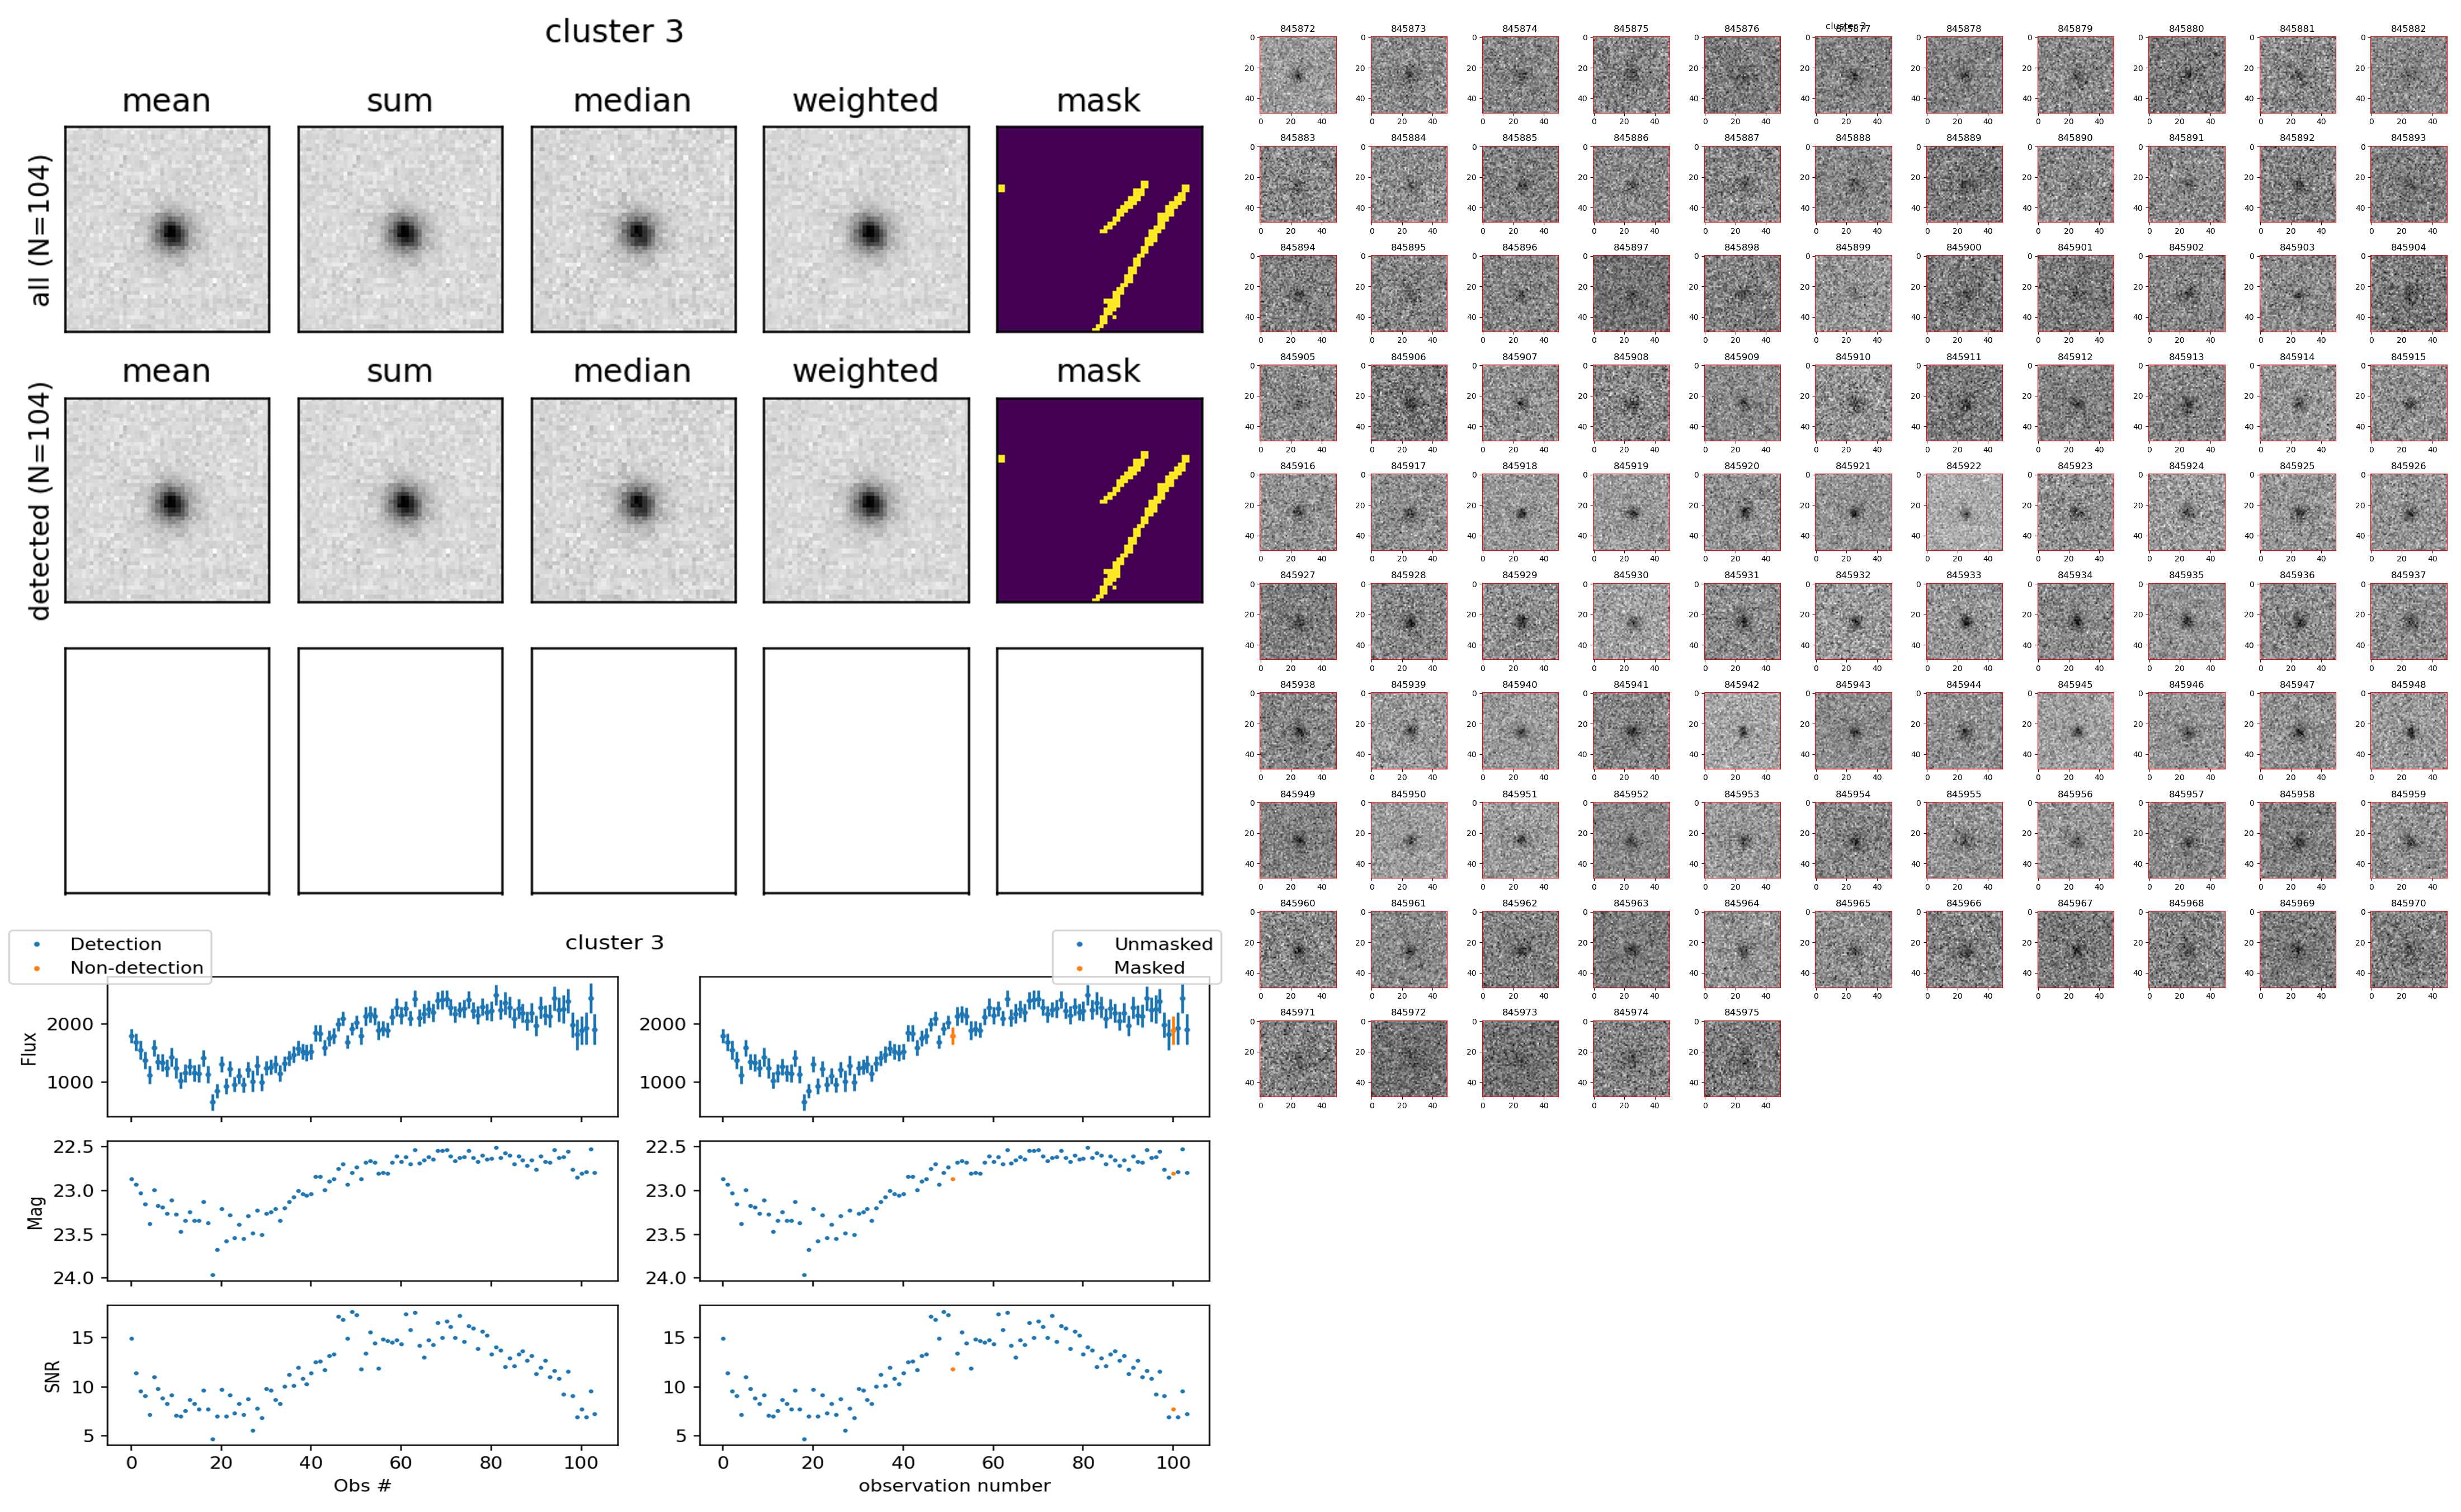 cluster 3
mean sum median weighted mask
all (N=104)
mean sum median weighted mask
detected (N=104)
Detection
Non-detection
cluster 3
Unmasked
Masked
Flux
2000
1000
2000
1000
Mag
22.5
23.0
23.5
24.0
22.5
23.0
23.5
24.0
SNR
15
10
5
15
10
5
0 20 40 60 80 100
Obs #
0 20 40 60 80 100
observation number
cluster 3
845872 845873 845874 845875 845876 845877 845878 845879 845880 845881 845882
845883 845884 845885 845886 845887 845888 845889 845890 845891 845892 845893
845894 845895 845896 845897 845898 845899 845900 845901 845902 845903 845904
845905 845906 845907 845908 845909 845910 845911 845912 845913 845914 845915
845916 845917 845918 845919 845920 845921 845922 845923 845924 845925 845926
845927 845928 845929 845930 845931 845932 845933 845934 845935 845936 845937
845938 845939 845940 845941 845942 845943 845944 845945 845946 845947 845948
845949 845950 845951 845952 845953 845954 845955 845956 845957 845958 845959
845960 845961 845962 845963 845964 845965 845966 845967 845968 845969 845970
845971 845972 845973 845974 845975